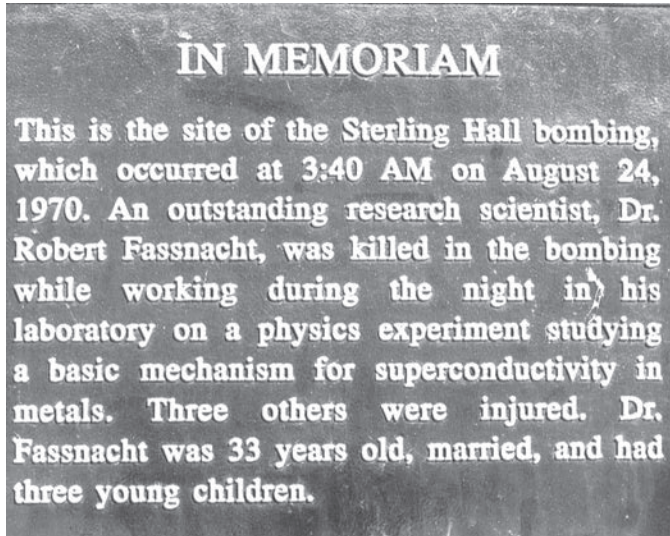 IN MEMORIAM
This is the site of the Sterling Hall bombing,
which occurred at 3:40 AM on August 24,
1970. An outstanding research scientist, Dr.
Robert Fassnacht, was killed in the bombing
while working during the night in his
laboratory on a physics experiment studying
a basic mechanism for superconductivity in
metals. Three others were injured. Dr.
Fassnacht was 33 years old, married, and had
three young children.